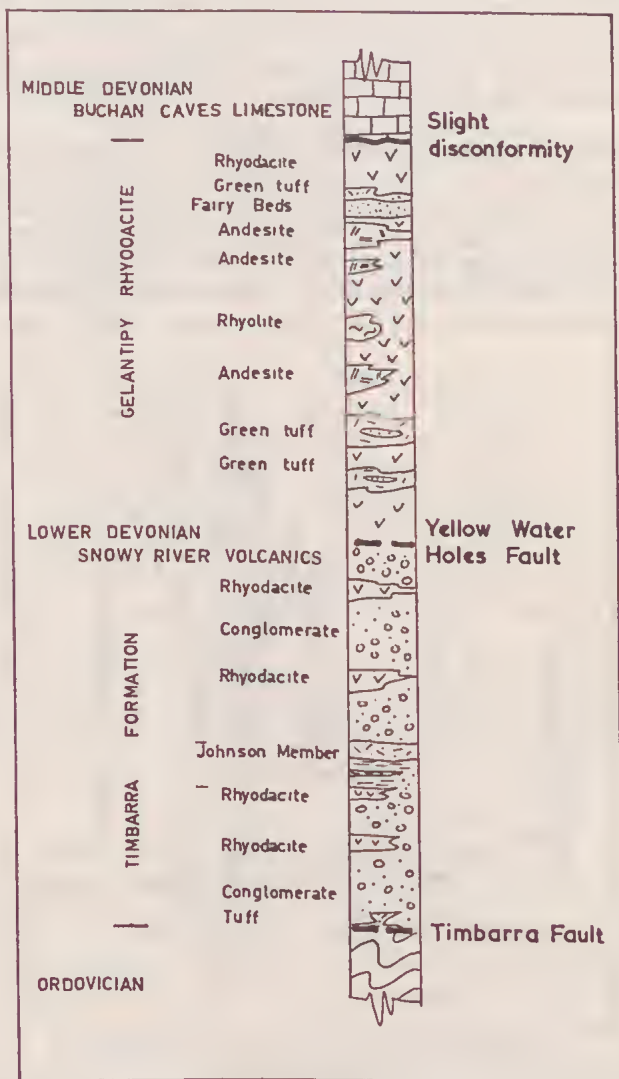 MIDDLE DEVONIAN
BUCHAN CAVES LIMESTONE
Slight
disconformity
GELANTIPY RHYODACITE
Rhyodacite
Green tuff
Fairy Beds
Andesite
Andesite
Rhyolite
Andesite
Green tuff
Green tuff
LOWER DEVONIAN
SNOWY RIVER VOLCANICS
Yellow Water
Holes Fault
TIMBARRA FORMATION
Rhyodacite
Conglomerate
Rhyodacite
Johnson Member
Rhyodacite
Rhyodacite
Conglomerate
Tuff
Timbarra Fault
ORDOVICIAN